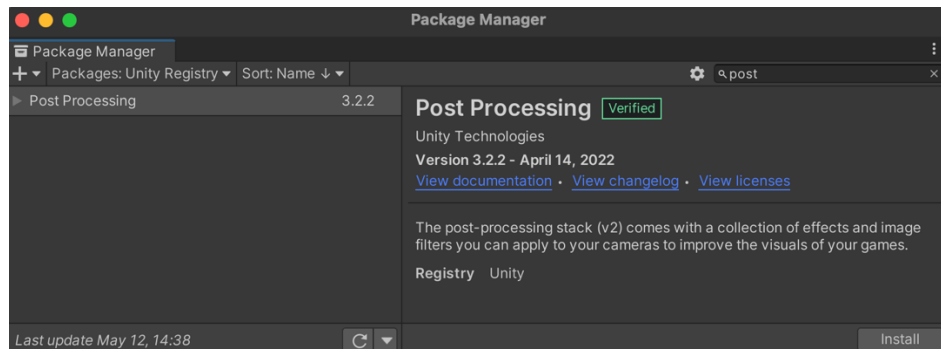 Package Manager
Package Manager
Packages: Unity Registry Sort: Name ↓ post
Post Processing 3.2.2
Post Processing Verified
Unity Technologies
Version 3.2.2 - April 14, 2022
View documentation • View changelog • View licenses
The post-processing stack (v2) comes with a collection of effects and image
filters you can apply to your cameras to improve the visuals of your games.
Registry Unity
Last update May 12, 14:38
Install